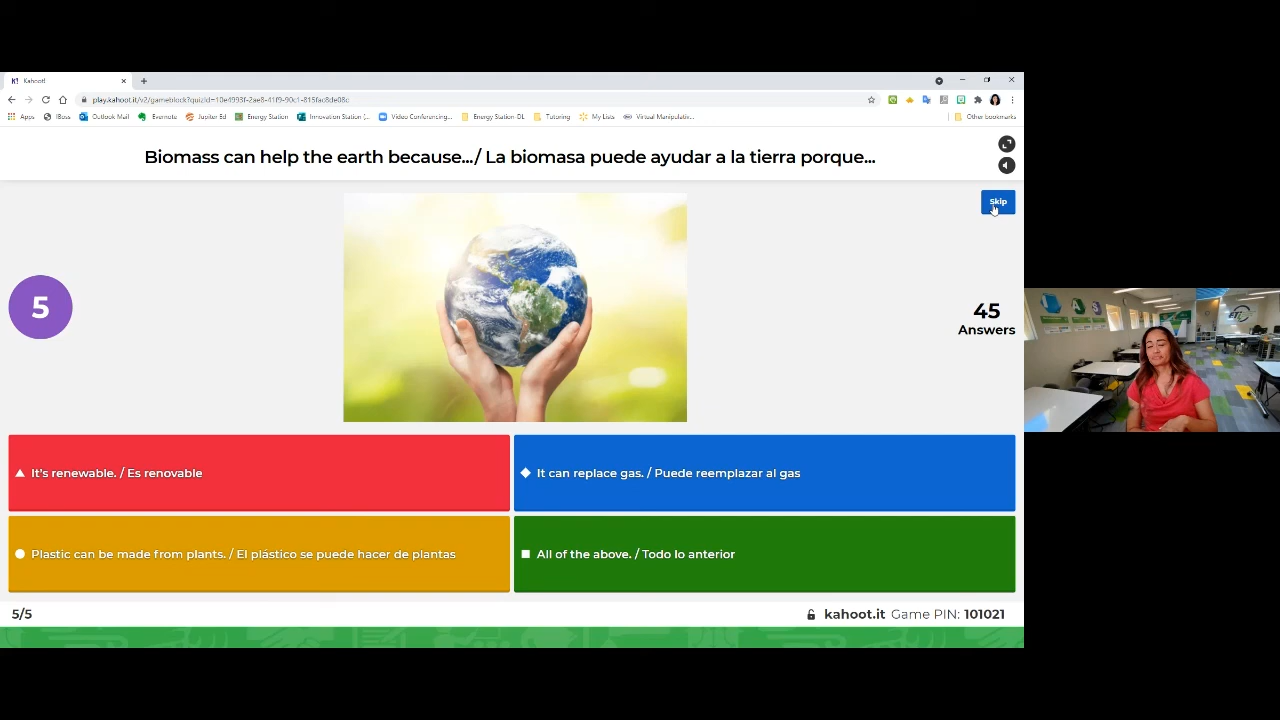 Kahoot!
play.kahoot.it/v2/gameblock?quizId=10e4993f-2ae8-41f9-90c1-815fac8de08c
Apps IBoss Outlook Mail Evernote Jupiter Ed Energy Station Innovation Station (... Video Conferencing... Energy Station-DL Tutoring My Lists Virtual Manipulativ... Other bookmarks
Biomass can help the earth because.../ La biomasa puede ayudar a la tierra porque...
Skip
5
45
Answers
It's renewable. / Es renovable
It can replace gas. / Puede reemplazar al gas
Plastic can be made from plants. / El plástico se puede hacer de plantas
All of the above. / Todo lo anterior
5/5
kahoot.it Game PIN: 101021